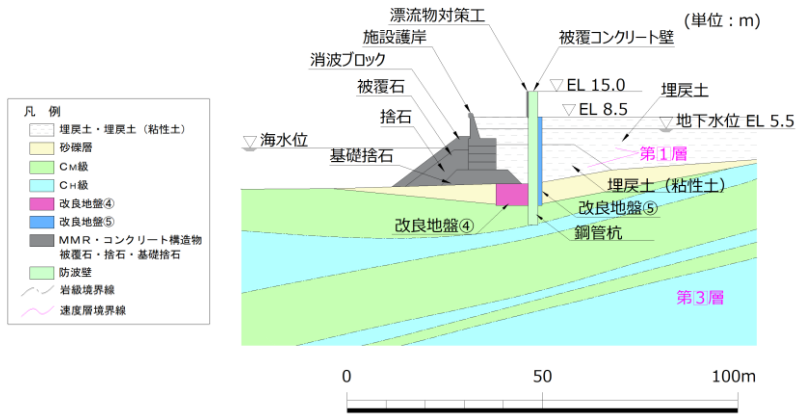 漂流物対策工
(単位：m)
施設護岸
被覆コンクリート壁
消波ブロック
被覆石
EL 15.0
埋戻土
捨石
EL 8.5
地下水位 EL 5.5
海水位
基礎捨石
第1層
埋戻土（粘性土）
改良地盤⑤
改良地盤④
鋼管杭
第3層
凡　例
埋戻土・埋戻土（粘性土）
砂礫層
CM級
CH級
改良地盤④
改良地盤⑤
MMR・コンクリート構造物
被覆石・捨石・基礎捨石
防波壁
岩級境界線
速度層境界線
0
50
100m